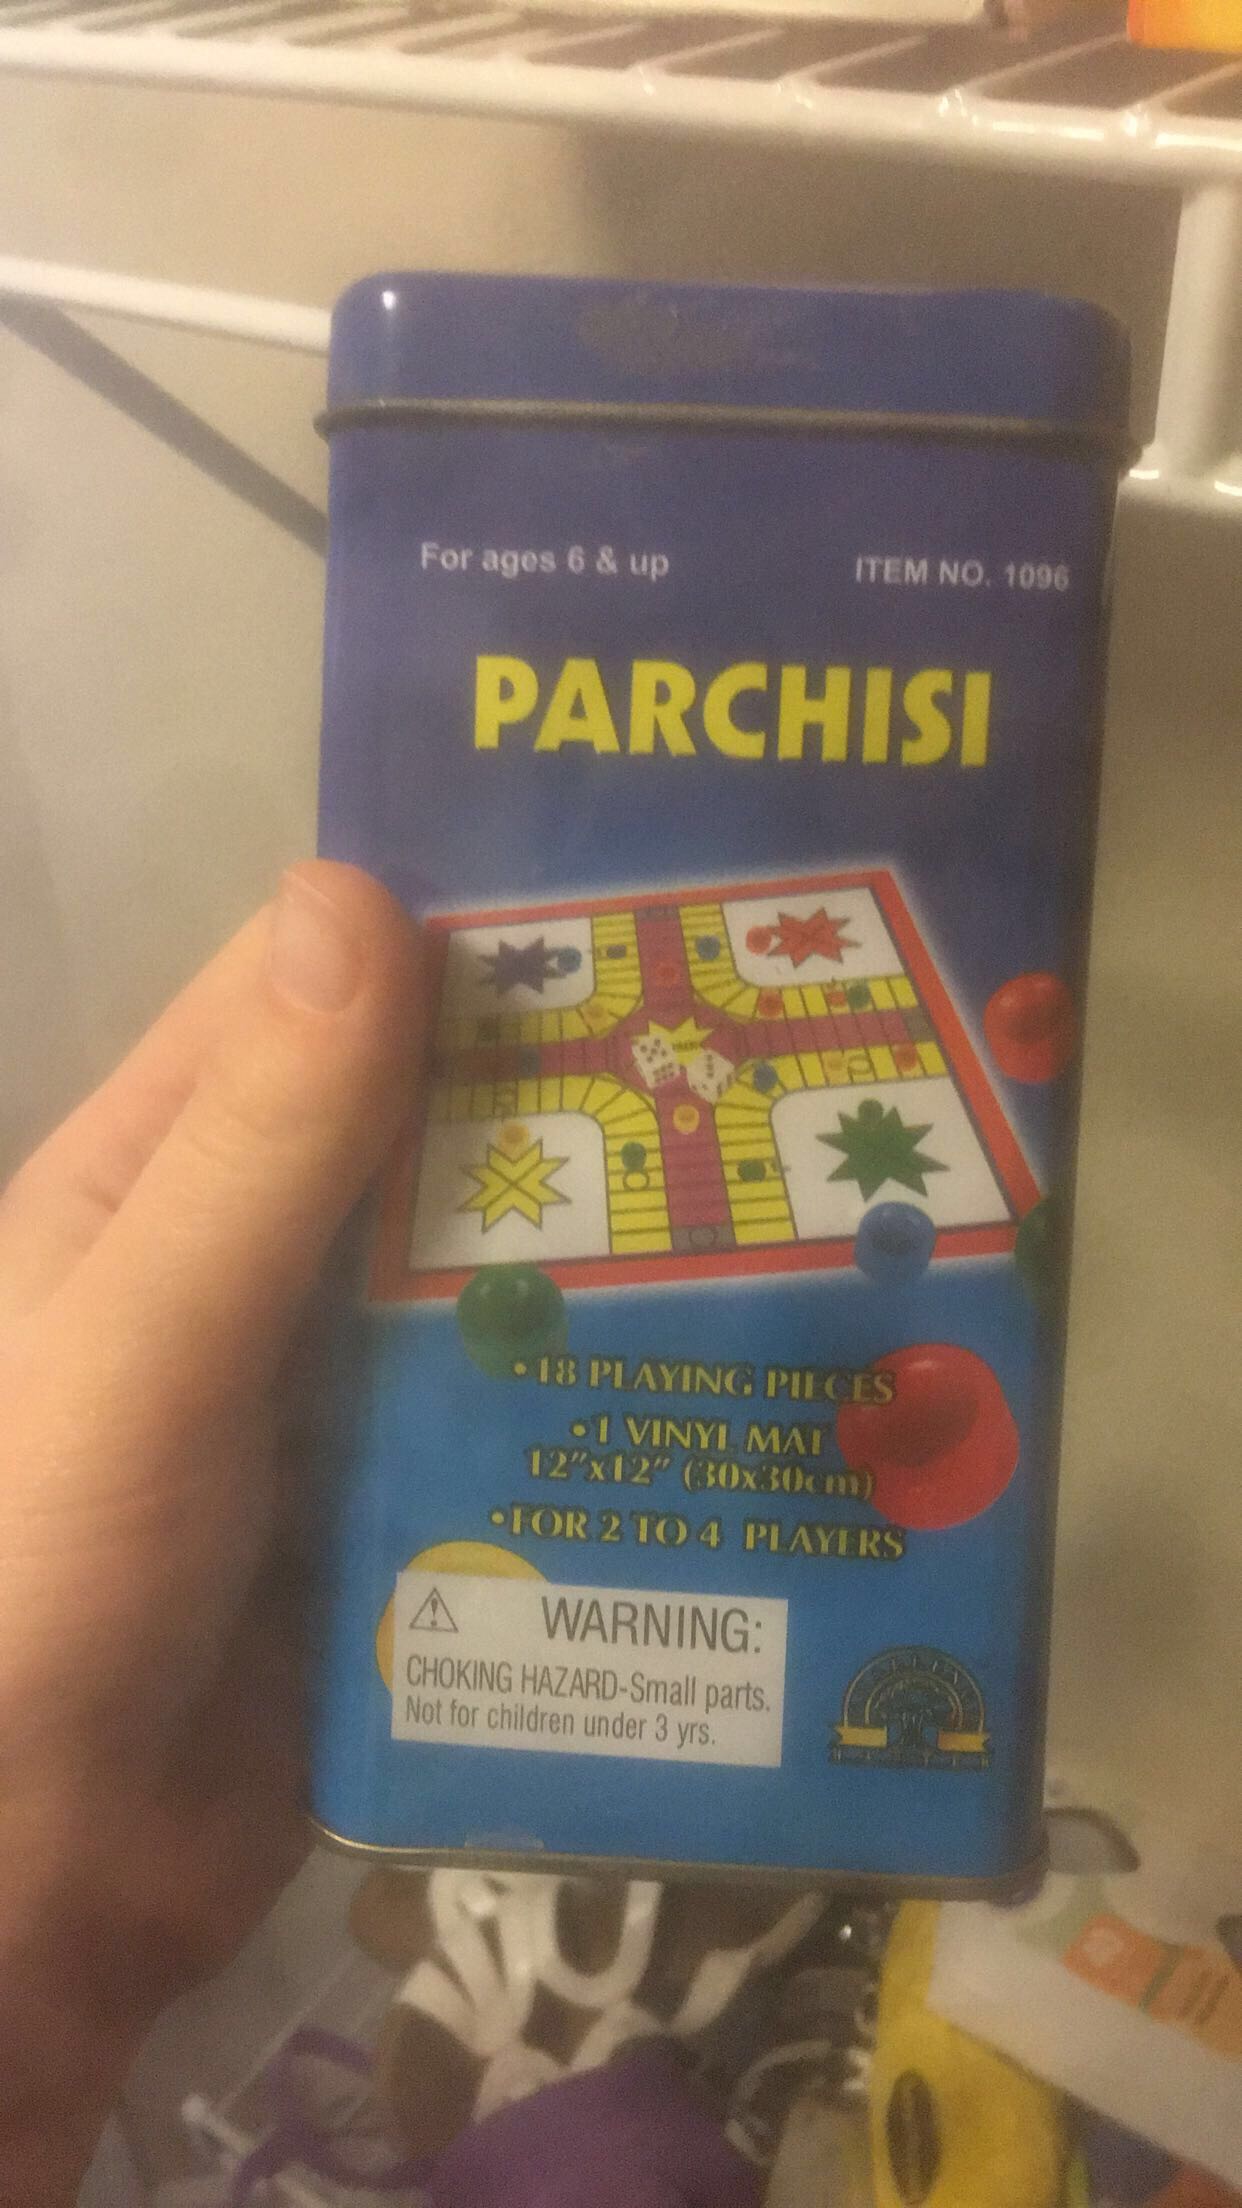 For ages 6 & up
ITEM NO. 1096
PARCHISI
•18 PLAYING PIECES
•1 VINYL MAT
12"x12" (30x30cm)
•FOR 2 TO 4 PLAYERS
WARNING:
CHOKING HAZARD-Small parts.
Not for children under 3 yrs.